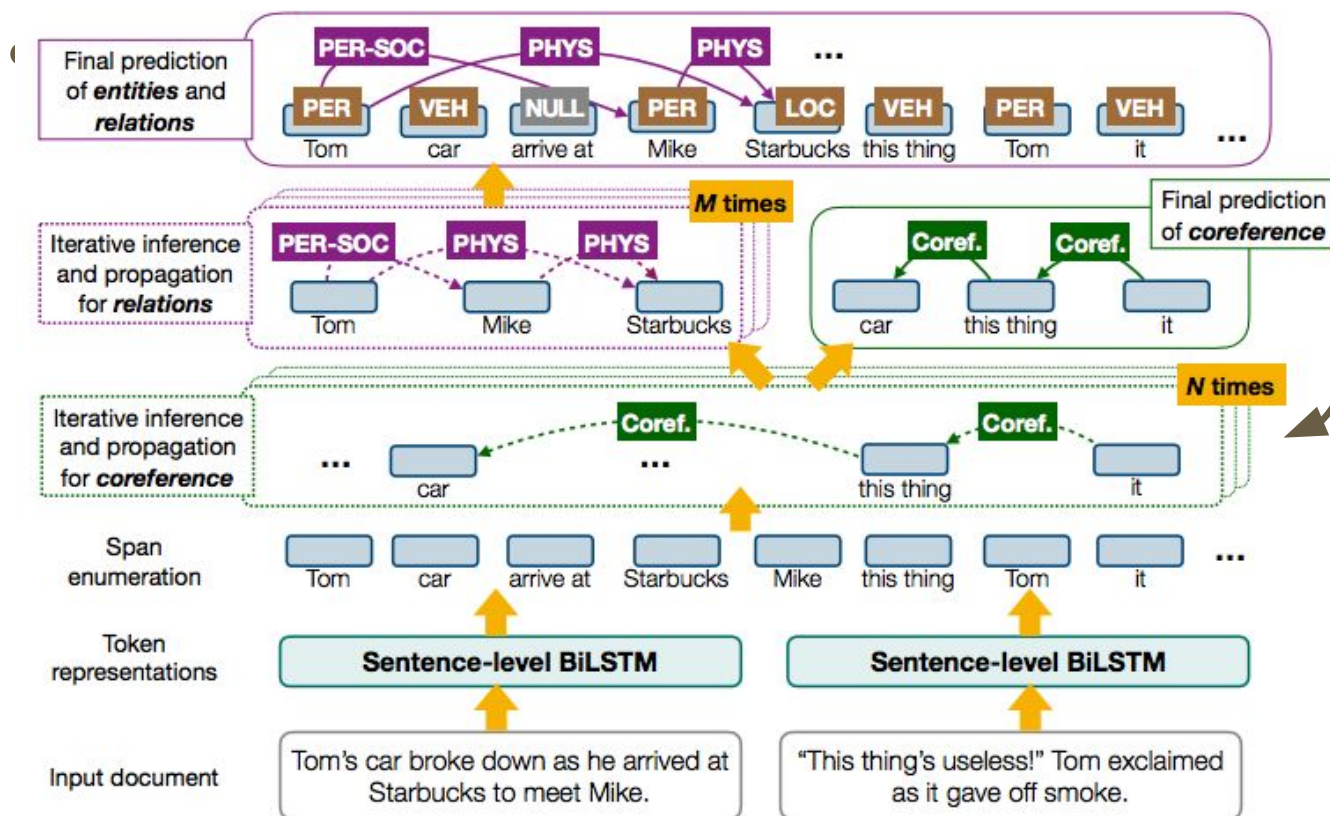 Final prediction
of entities and
relations
PER-SOC PHYS PHYS ...
PER VEH NULL PER LOC VEH PER VEH
Tom car arrive at Mike Starbucks this thing Tom it ...
M times
Iterative inference
and propagation
for relations
PER-SOC PHYS PHYS
Tom Mike Starbucks
Final prediction
of coreference
Coref. Coref.
car this thing it
N times
Iterative inference
and propagation
for coreference
Coref. Coref.
... car ... this thing it
Span
enumeration
Tom car arrive at Starbucks Mike this thing Tom it ...
Token
representations
Sentence-level BiLSTM
Sentence-level BiLSTM
Input document
Tom's car broke down as he arrived at
Starbucks to meet Mike.
“This thing's useless!” Tom exclaimed
as it gave off smoke.